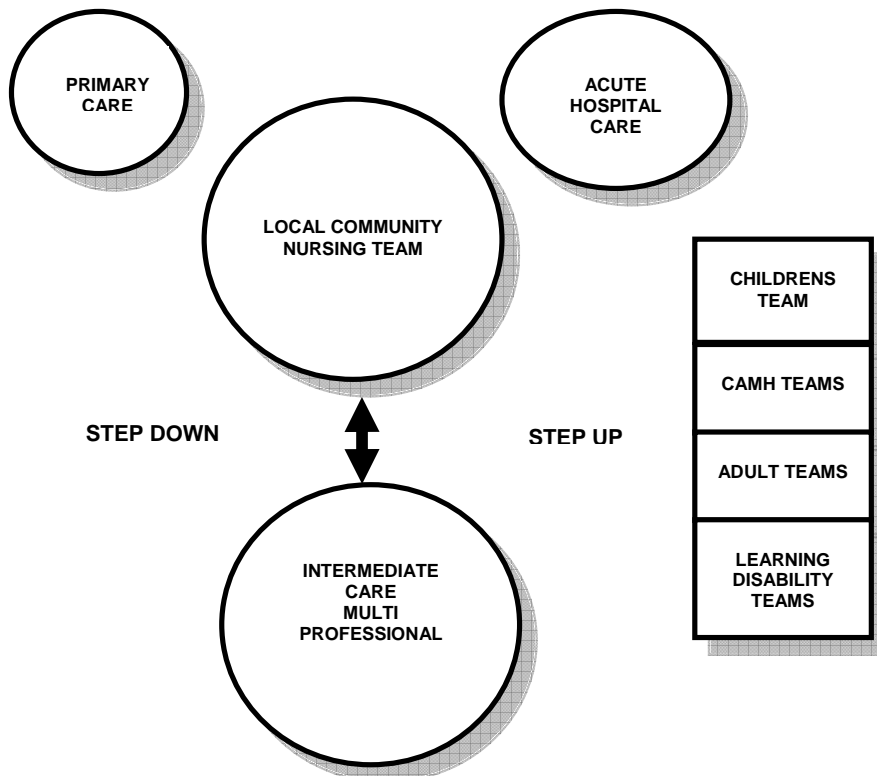 PRIMARY
CARE
ACUTE
HOSPITAL
CARE
LOCAL COMMUNITY
NURSING TEAM
CHILDRENS
TEAM
CAMH TEAMS
STEP DOWN
STEP UP
ADULT TEAMS
LEARNING
DISABILITY
TEAMS
INTERMEDIATE
CARE
MULTI
PROFESSIONAL